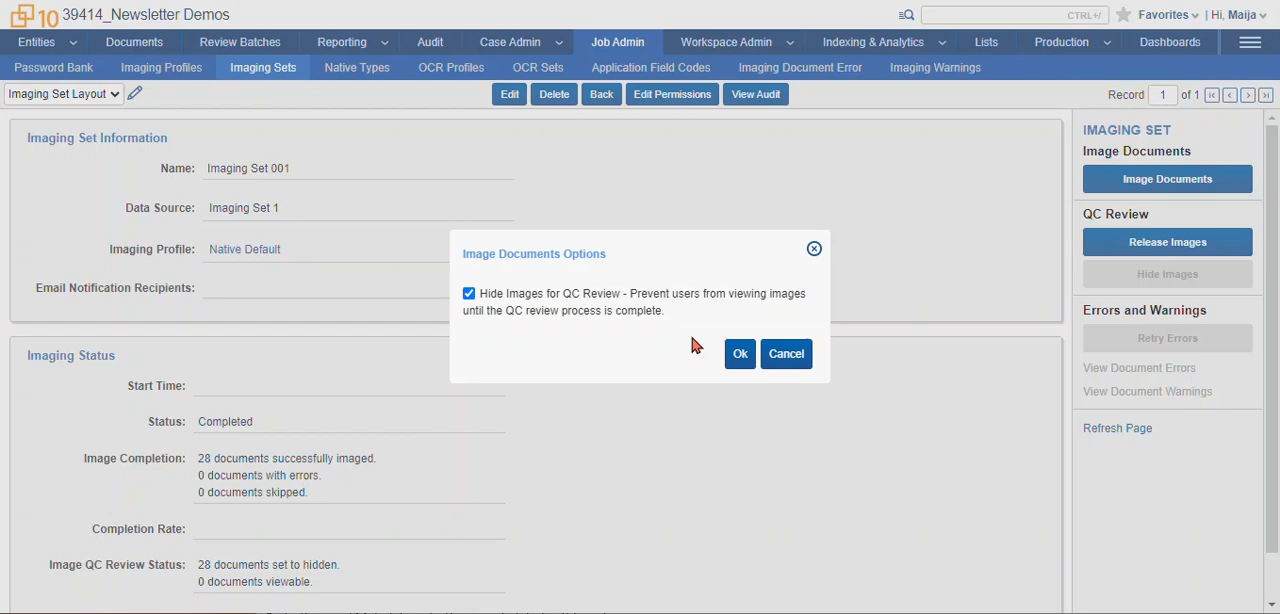 10 39414_Newsletter Demos CTRL+/ Favorites | Hi, Maija
Entities Documents Review Batches Reporting Audit Case Admin Job Admin Workspace Admin Indexing & Analytics Lists Production Dashboards
Password Bank Imaging Profiles Imaging Sets Native Types OCR Profiles OCR Sets Application Field Codes Imaging Document Error Imaging Warnings
Imaging Set Layout Edit Delete Back Edit Permissions View Audit Record 1 of 1
Imaging Set Information
Name: Imaging Set 001
Data Source: Imaging Set 1
Imaging Profile: Native Default
Email Notification Recipients:
Imaging Status
Start Time:
Status: Completed
Image Completion: 28 documents successfully imaged.
0 documents with errors.
0 documents skipped.
Completion Rate:
Image QC Review Status: 28 documents set to hidden.
0 documents viewable.
Image Documents Options
Hide Images for QC Review - Prevent users from viewing images
until the QC review process is complete.
Ok Cancel
IMAGING SET
Image Documents
Image Documents
QC Review
Release Images
Hide Images
Errors and Warnings
Retry Errors
View Document Errors
View Document Warnings
Refresh Page